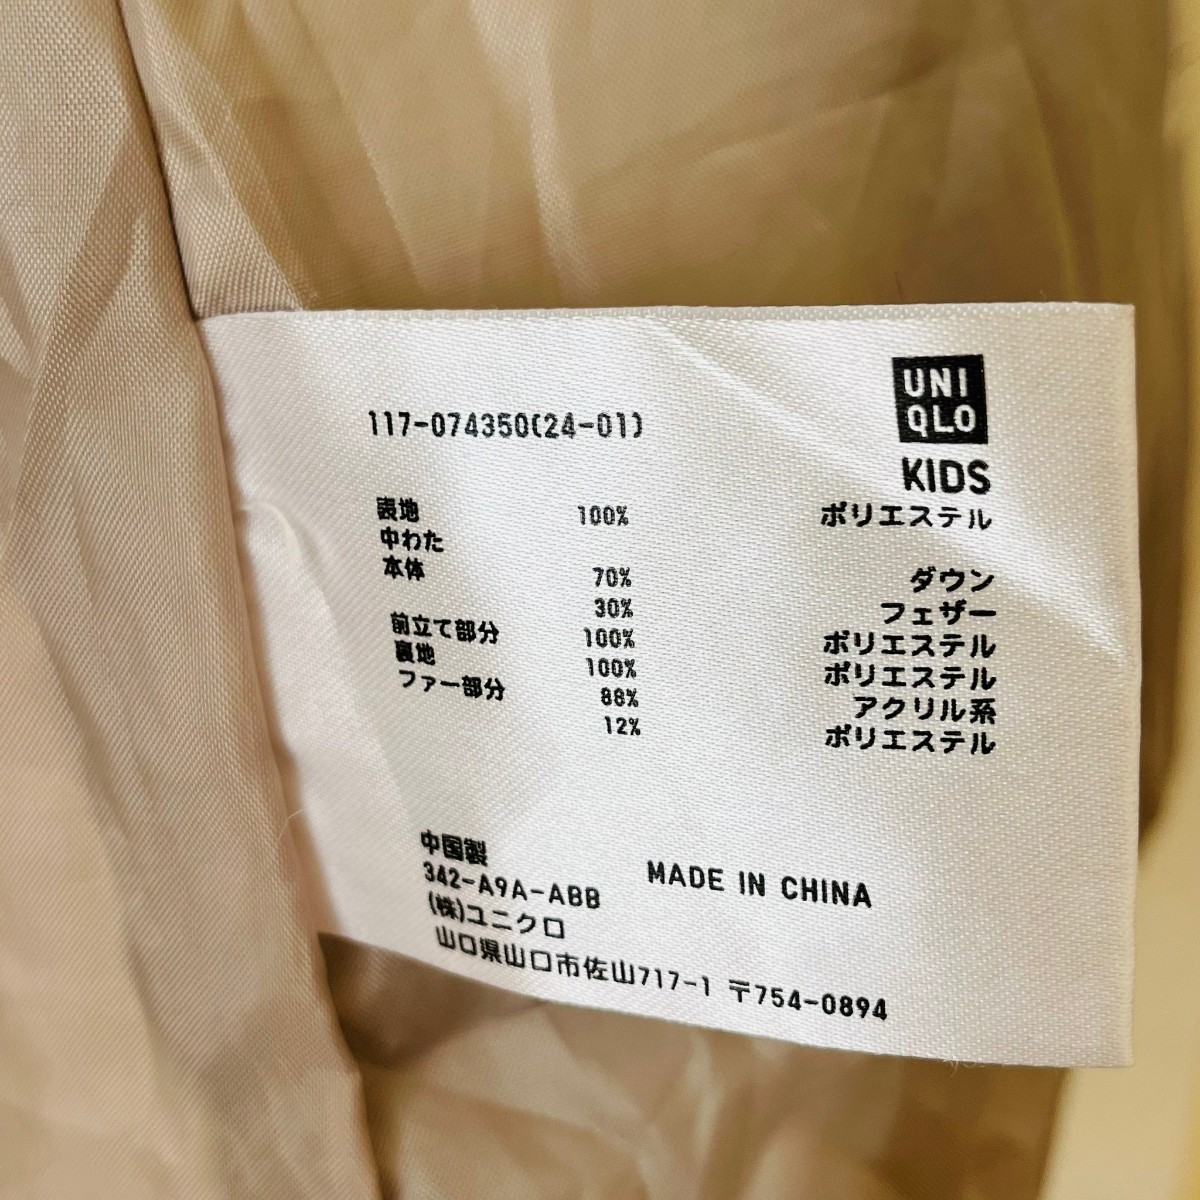 UNI
QLO
KIDS
117-074350(24-01)
表地 100% ポリエステル
中わた
本体 70% ダウン
30% フェザー
前立て部分 100% ポリエステル
裏地 100% ポリエステル
ファー部分 88% アクリル系
12% ポリエステル
中国製 MADE IN CHINA
342-A9A-ABB
(株)ユニクロ
山口県山口市佐山717-1 〒754-0894